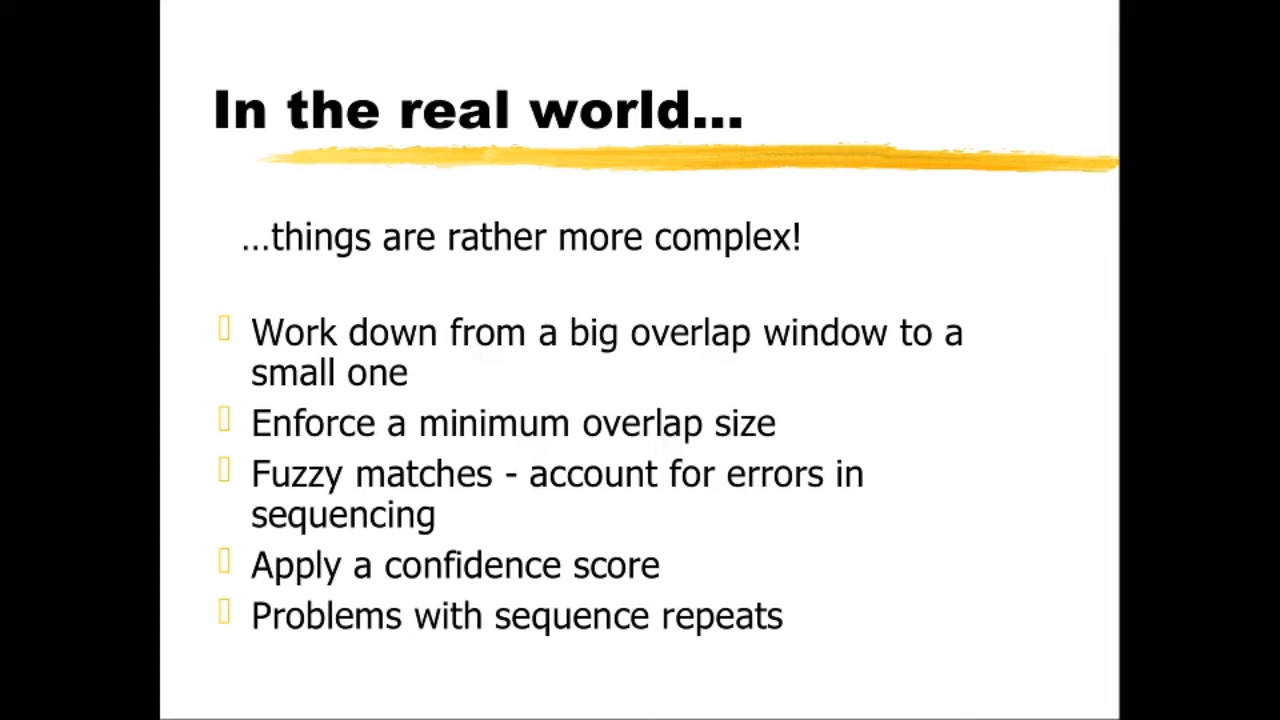 In the real world...
...things are rather more complex!
Work down from a big overlap window to a
small one
Enforce a minimum overlap size
Fuzzy matches - account for errors in
sequencing
Apply a confidence score
Problems with sequence repeats